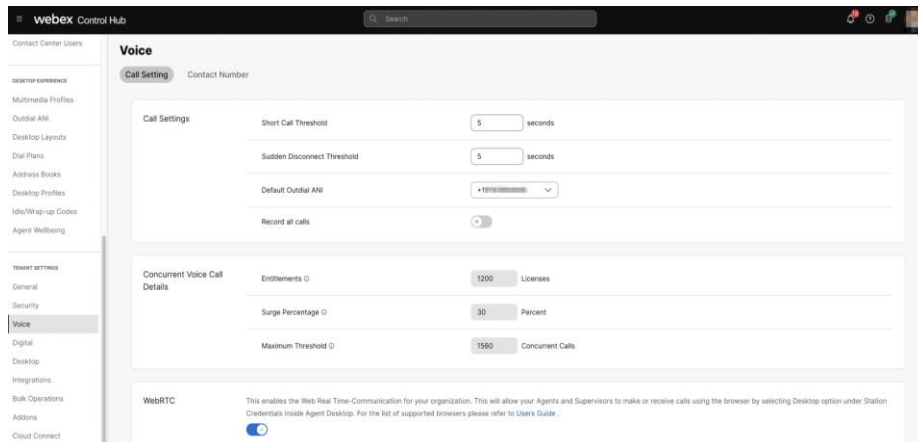 webex Control Hub
Search
Contact Center Users
DESKTOP EXPERIENCE
Multimedia Profiles
Outdial ANI
Desktop Layouts
Dial Plans
Address Books
Desktop Profiles
Idle/Wrap-up Codes
Agent Wellbeing
TENANT SETTINGS
General
Security
Voice
Digital
Desktop
Integrations
Bulk Operations
Addons
Cloud Connect
Voice
Call Setting Contact Number
Call Settings
Short Call Threshold 5 seconds
Sudden Disconnect Threshold 5 seconds
Default Outdial ANI
Record all calls
Concurrent Voice Call
Details
Entitlements 1200 Licenses
Surge Percentage 30 Percent
Maximum Threshold 1560 Concurrent Calls
WebRTC
This enables the Web Real Time-Communication for your organization. This will allow your Agents and Supervisors to make or receive calls using the browser by selecting Desktop option under Station
Credentials inside Agent Desktop. For the list of supported browsers please refer to Users Guide .